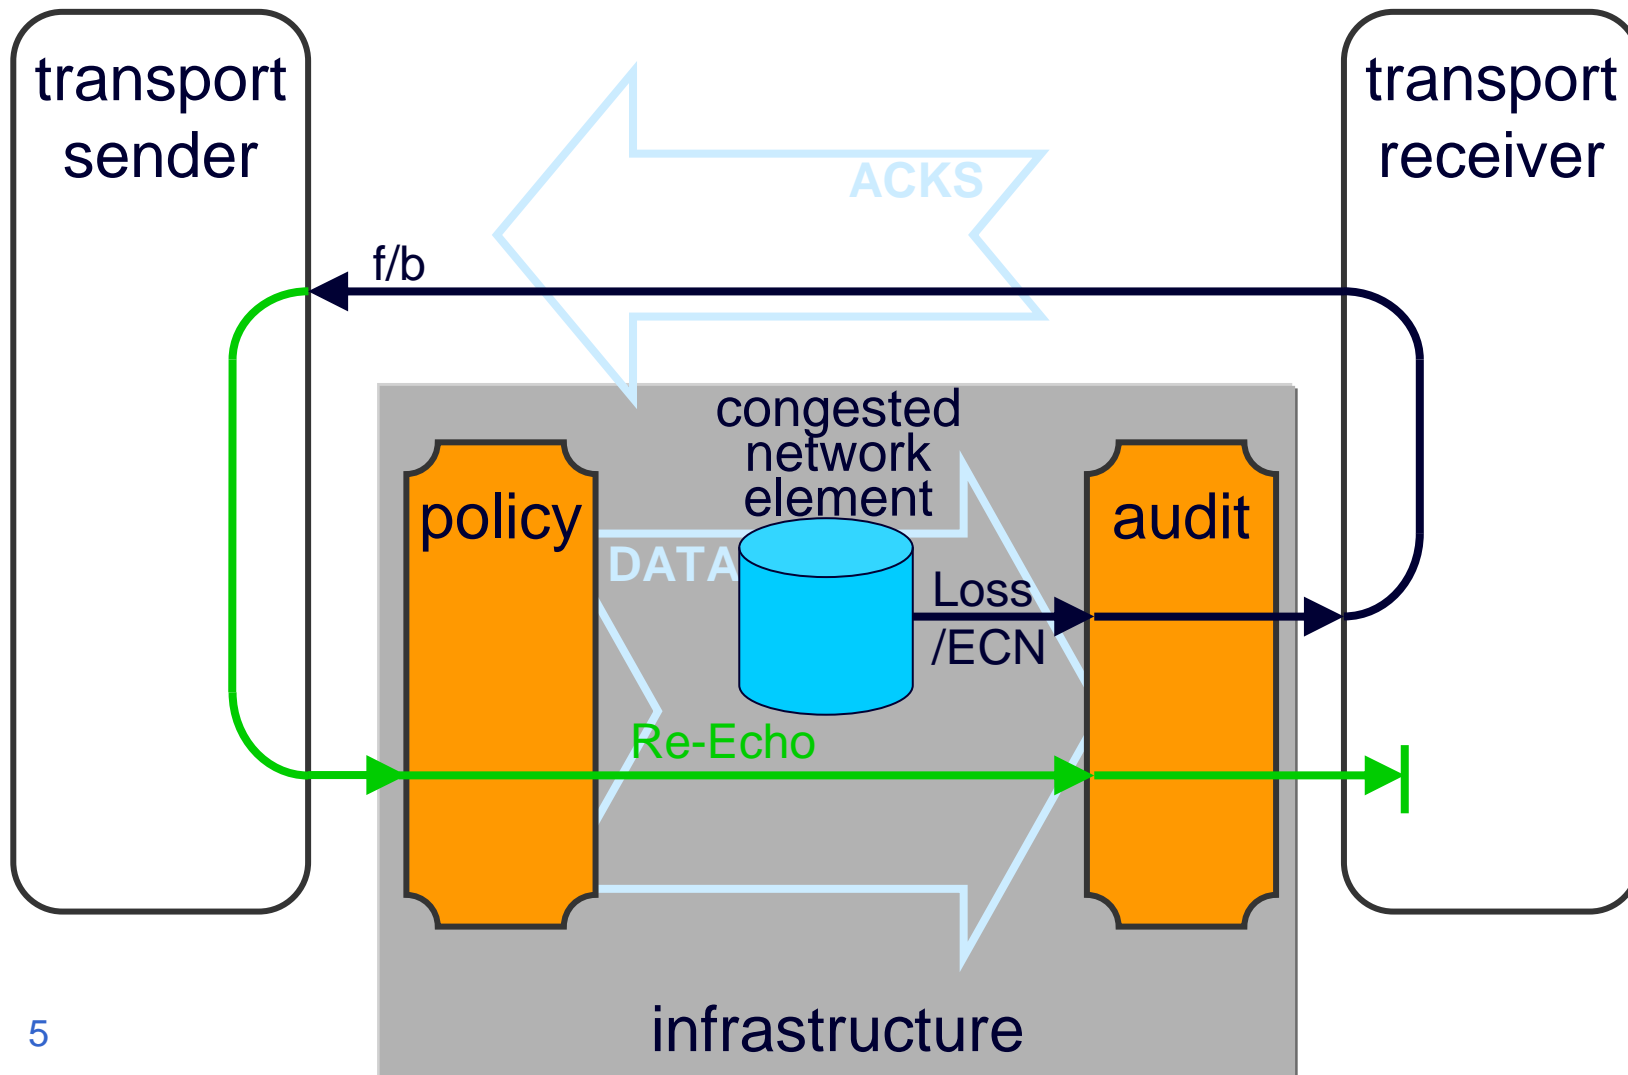 transport
sender
transport
receiver
ACKS
f/b
congested
network
element
policy
audit
DATA
Loss
/ECN
Re-Echo
infrastructure
5